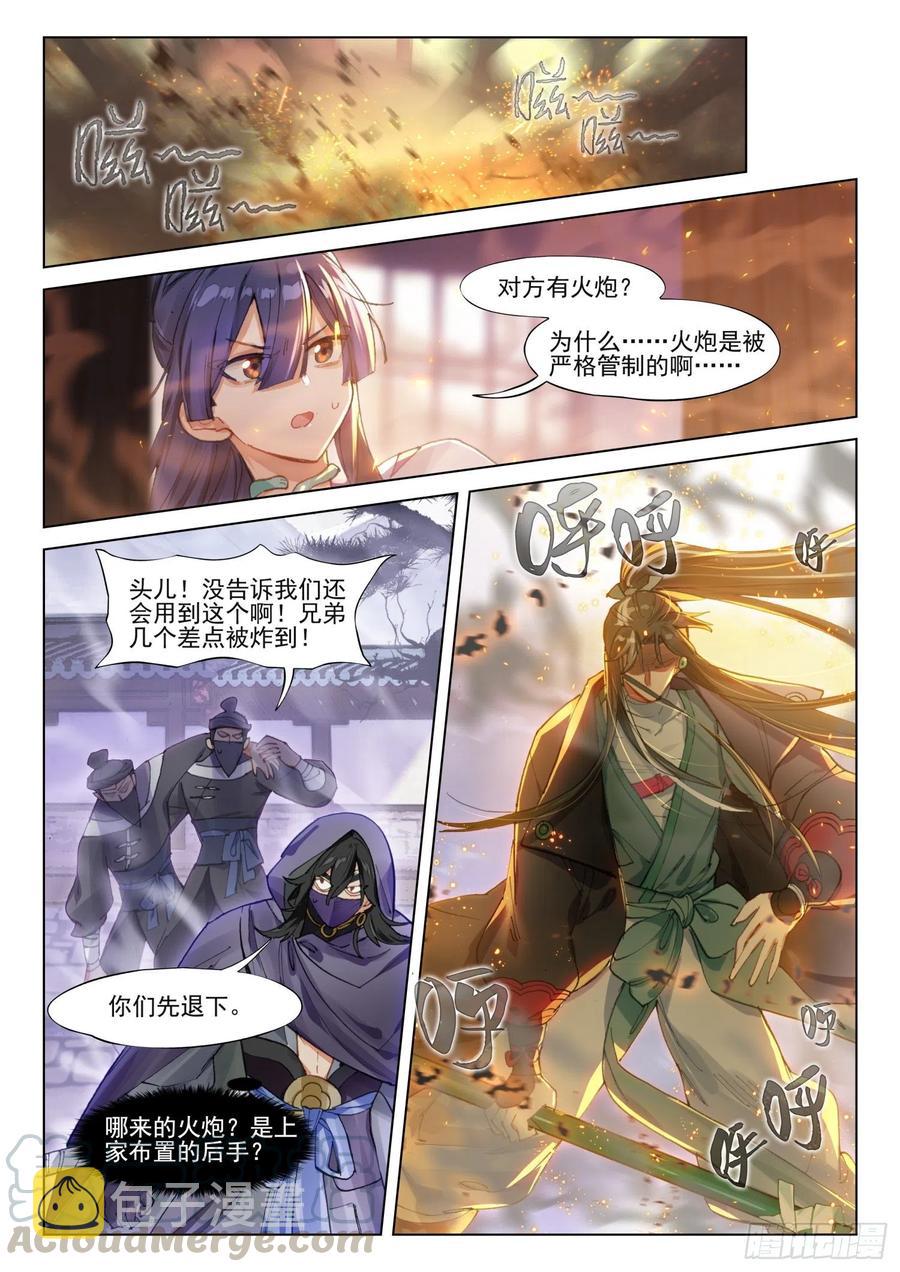 嗞～
嗞～
嗞～
嗞～
对方有火炮？
为什么……火炮是被
严格管制的啊……
呼呼
呼
头儿！没告诉我们还
会用到这个啊！兄弟
几个差点被炸到！
你们先退下。
呼
呼
呼
呼
哪来的火炮？是上
家布置的后手？
包子漫畫
AcloudMerge.com
腾讯动漫